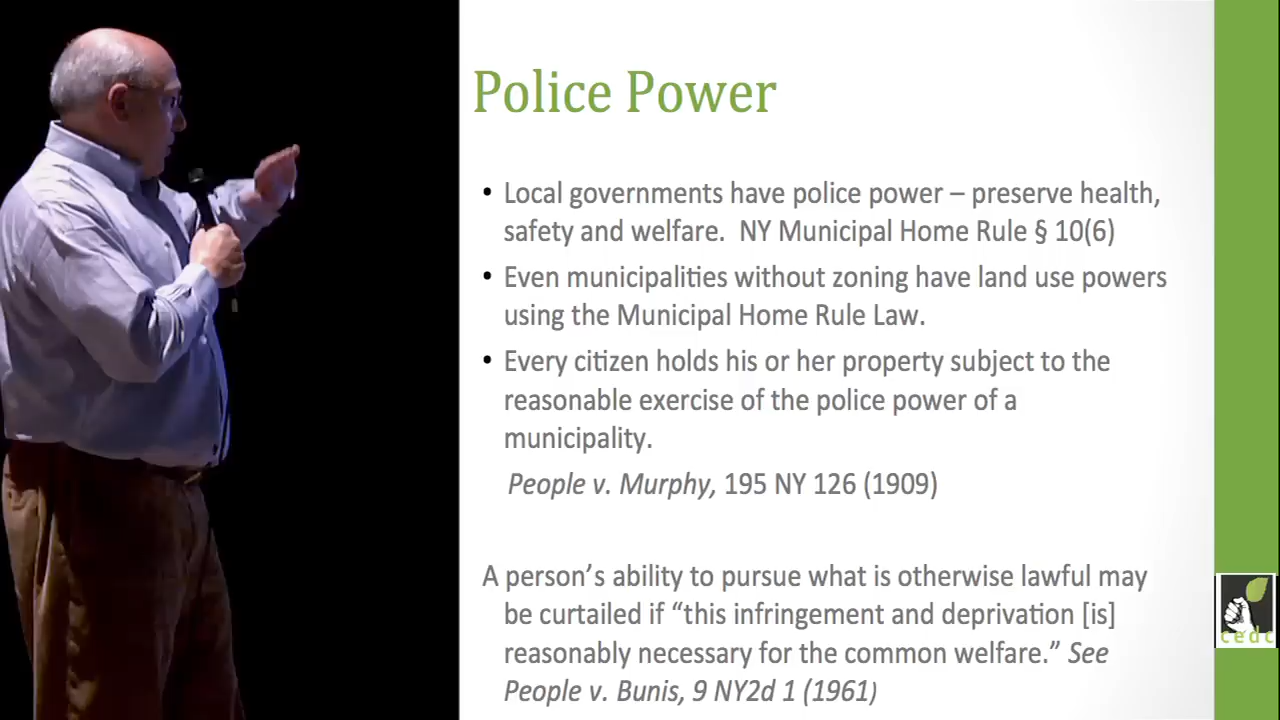 Police Power
• Local governments have police power – preserve health,
safety and welfare.  NY Municipal Home Rule § 10(6)
• Even municipalities without zoning have land use powers
using the Municipal Home Rule Law.
• Every citizen holds his or her property subject to the
reasonable exercise of the police power of a
municipality.
People v. Murphy, 195 NY 126 (1909)
A person’s ability to pursue what is otherwise lawful may
be curtailed if “this infringement and deprivation [is]
reasonably necessary for the common welfare.” See
People v. Bunis, 9 NY2d 1 (1961)
cedc